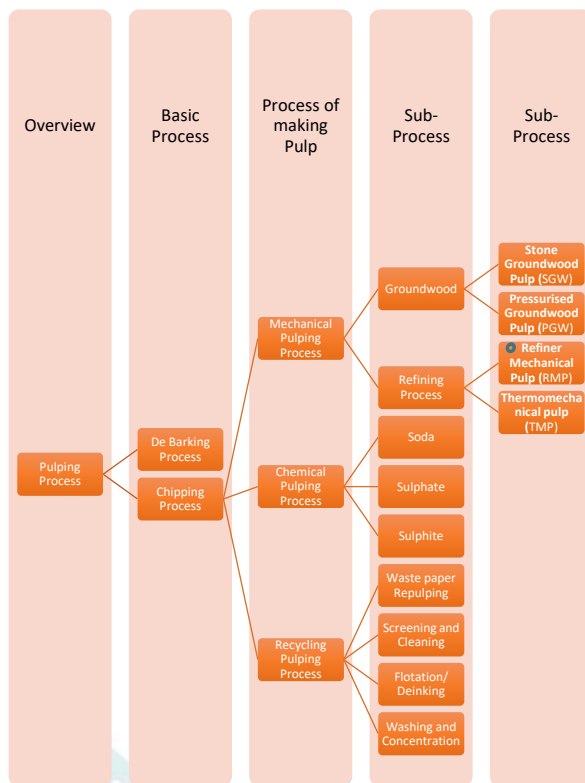 Overview
Basic
Process
Process of
making
Pulp
Sub-
Process
Sub-
Process
Pulping
Process
De Barking
Process
Chipping
Process
Mechanical
Pulping
Process
Groundwood
Stone
Groundwood
Pulp (SGW)
Pressurised
Groundwood
Pulp (PGW)
Refining
Process
Refiner
Mechanical
Pulp (RMP)
Thermomecha
nical pulp
(TMP)
Chemical
Pulping
Process
Soda
Sulphate
Sulphite
Recycling
Pulping
Process
Waste paper
Repulping
Screening and
Cleaning
Flotation/
Deinking
Washing and
Concentration